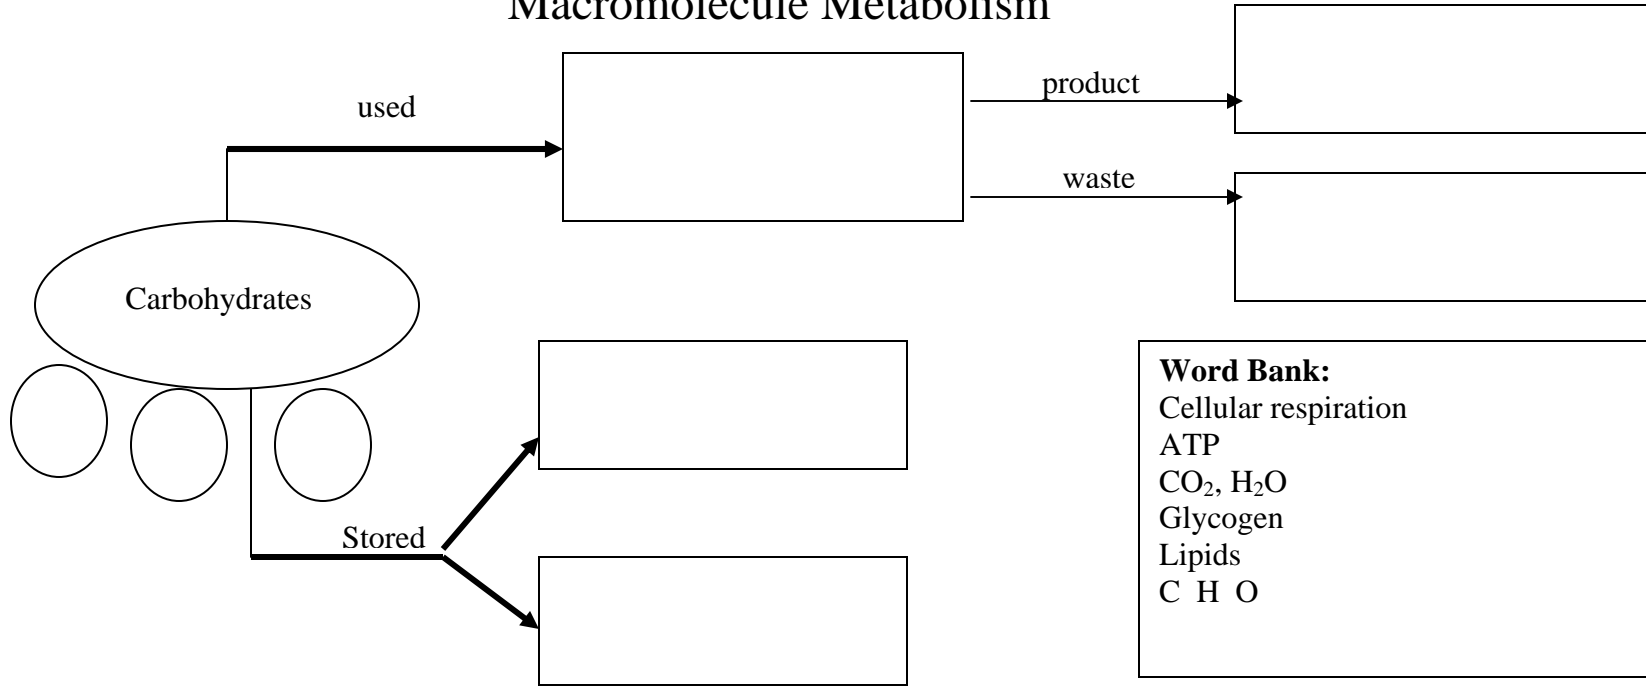 Macromolecule Metabolism
used
product
waste
Carbohydrates
Stored
Word Bank:
Cellular respiration
ATP
CO₂, H₂O
Glycogen
Lipids
C H O